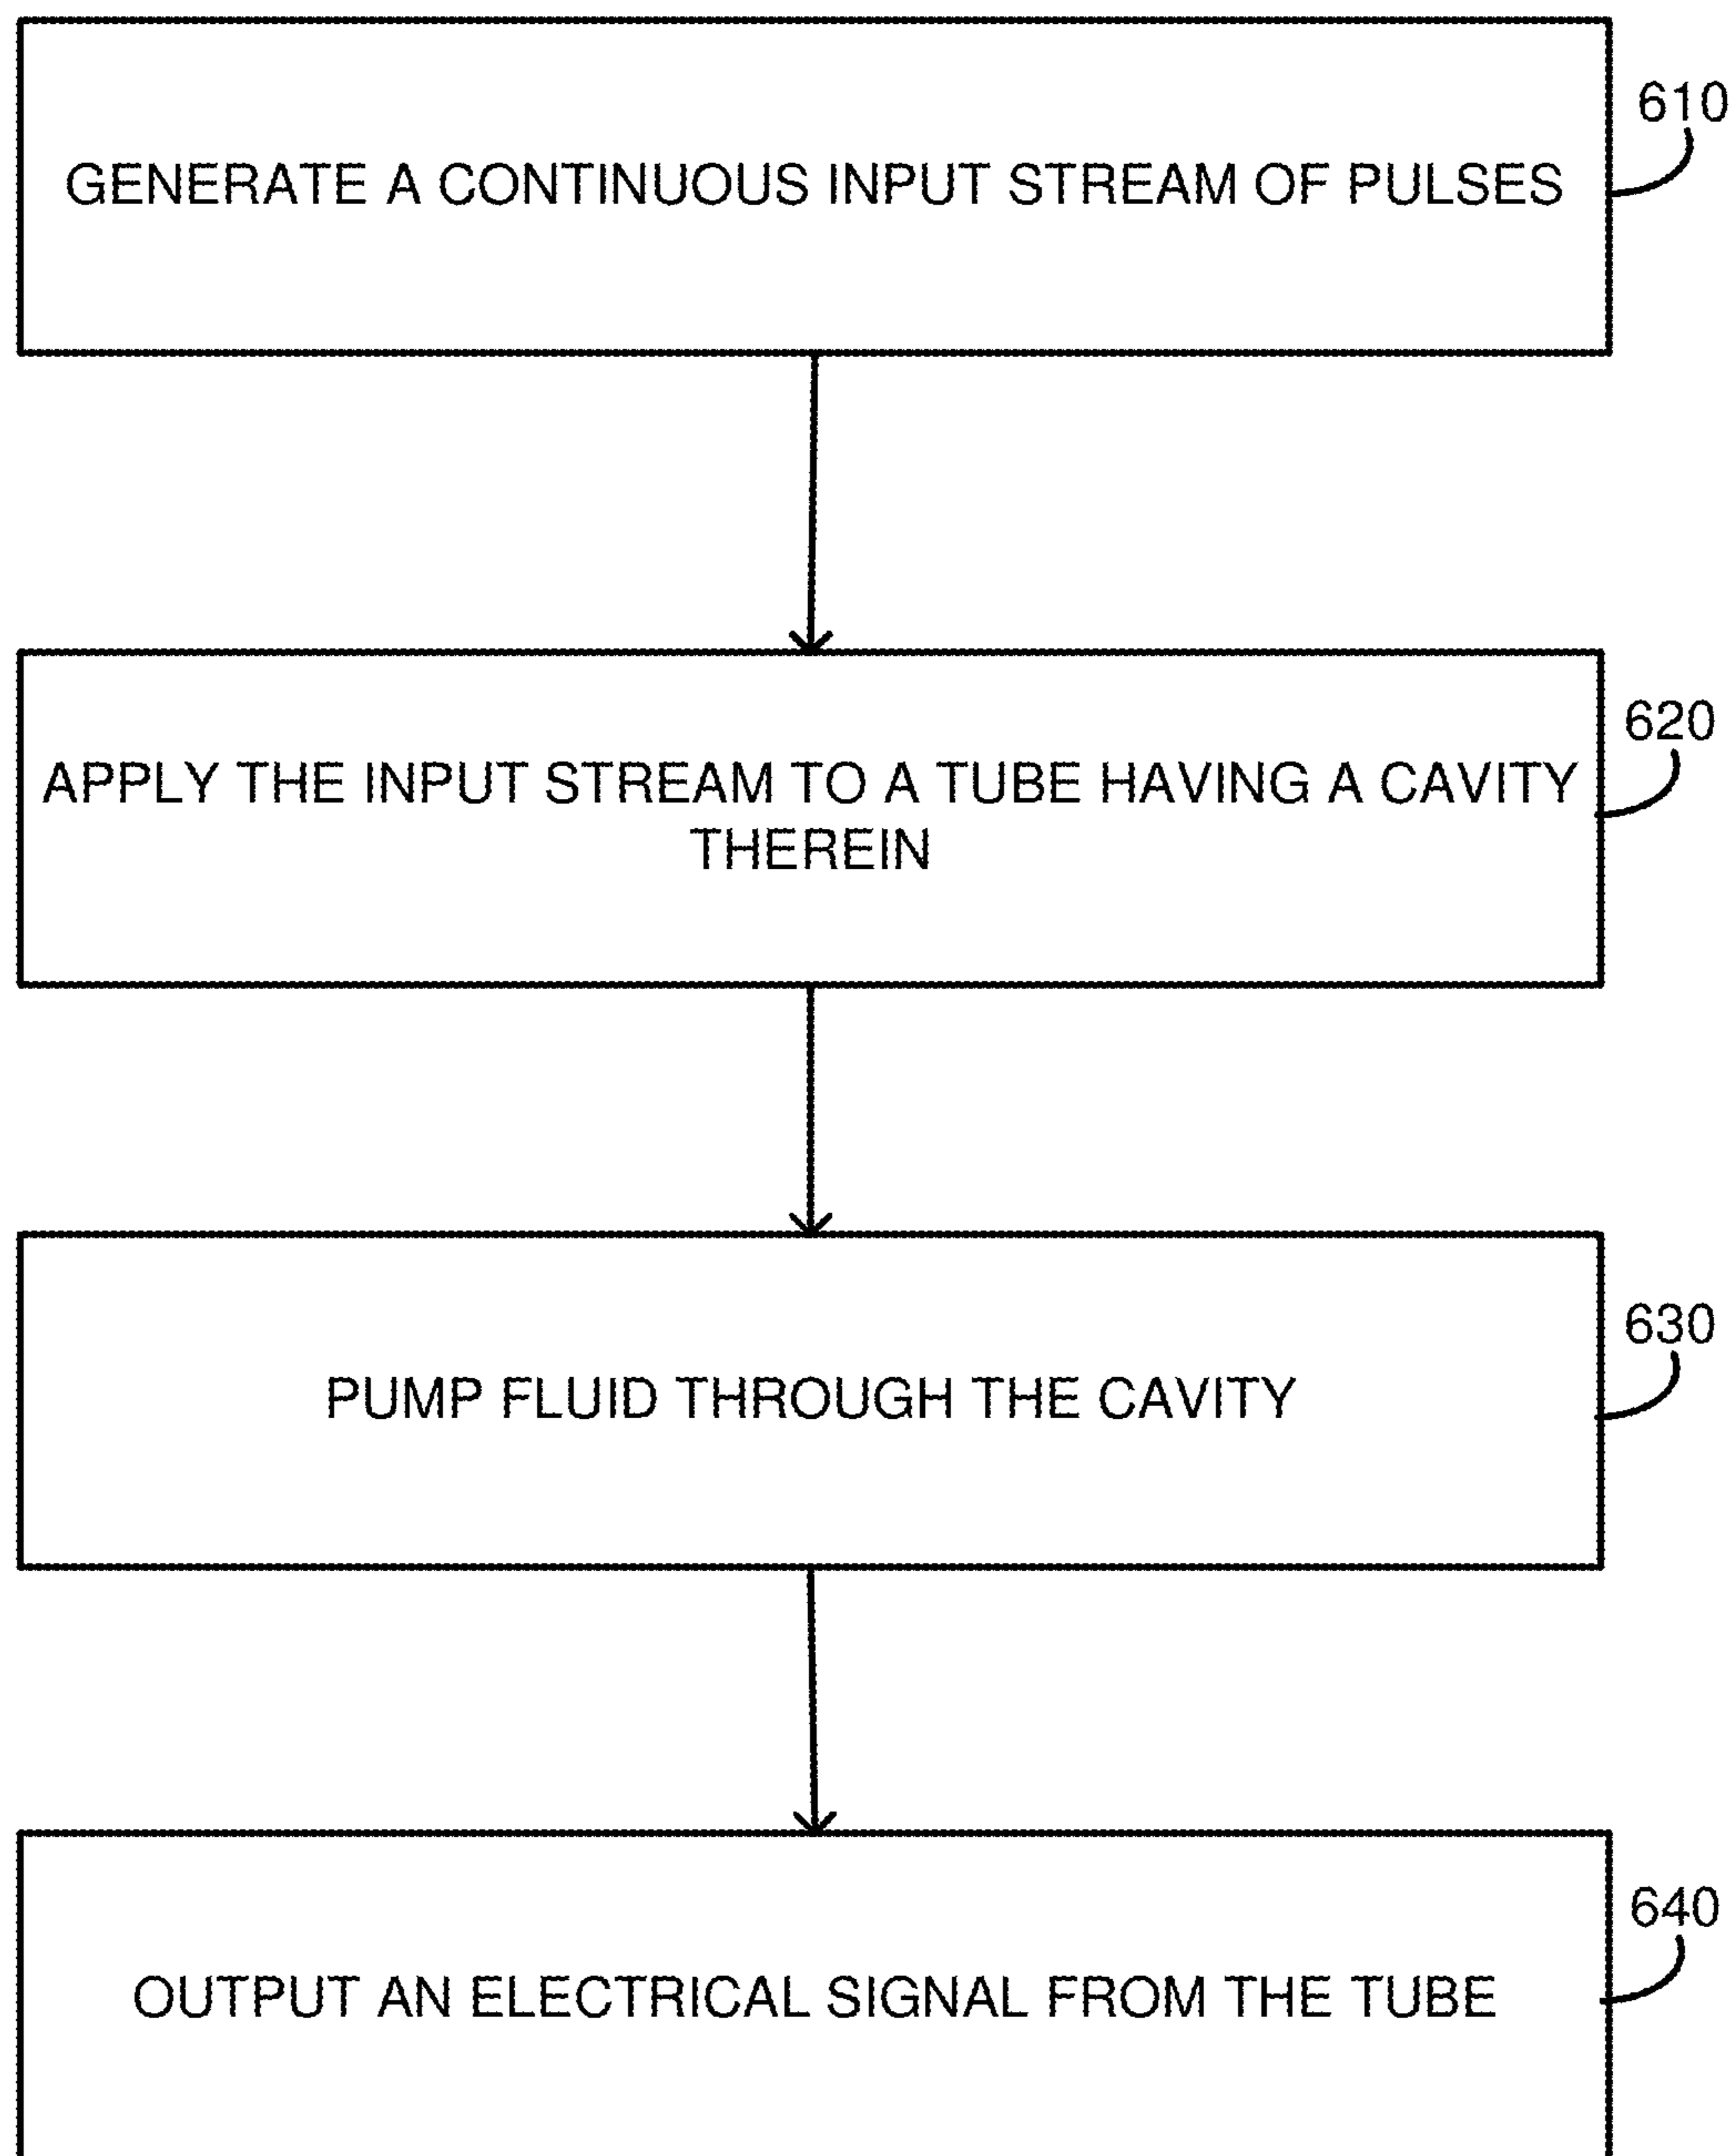 610
GENERATE A CONTINUOUS INPUT STREAM OF PULSES
620
APPLY THE INPUT STREAM TO A TUBE HAVING A CAVITY
THEREIN
630
PUMP FLUID THROUGH THE CAVITY
640
OUTPUT AN ELECTRICAL SIGNAL FROM THE TUBE